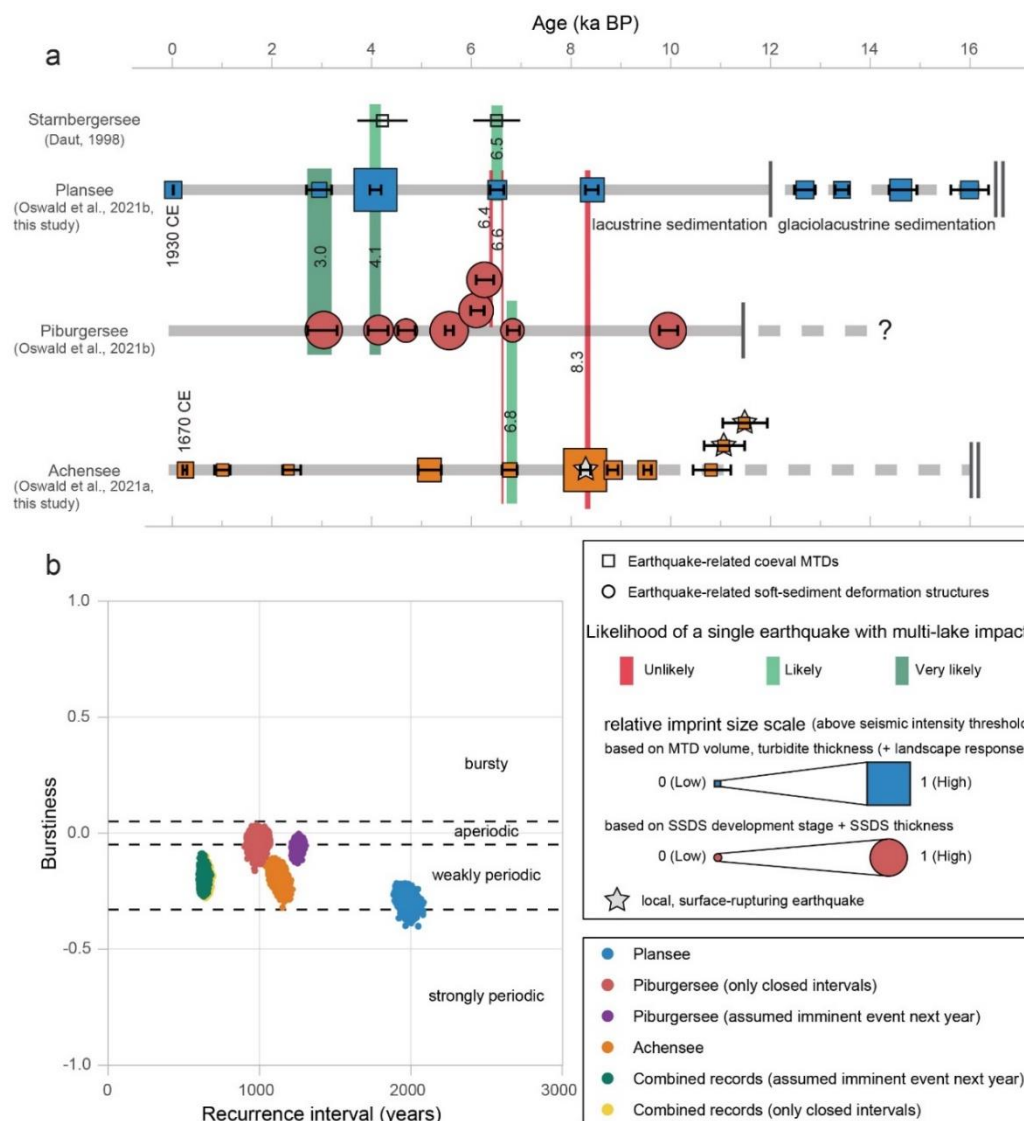 Age (ka BP)
a
0 2 4 6 8 10 12 14 16
Starnbergersee
(Daut, 1998)
6.5
Plansee
(Oswald et al., 2021b,
this study)
1930 CE
3.0
4.1
6.4
6.6
lacustrine sedimentation
glaciolacustrine sedimentation
Piburgersee
(Oswald et al., 2021b)
?
8.3
1670 CE
6.8
Achensee
(Oswald et al., 2021a,
this study)
b
1.0
0.5
0.0
-0.5
-1.0
Burstiness
bursty
aperiodic
weakly periodic
strongly periodic
0 1000 2000 3000
Recurrence interval (years)
Earthquake-related coeval MTDs
Earthquake-related soft-sediment deformation structures
Likelihood of a single earthquake with multi-lake impact
Unlikely Likely Very likely
relative imprint size scale (above seismic intensity threshold
based on MTD volume, turbidite thickness (+ landscape response
0 (Low) 1 (High)
based on SSDS development stage + SSDS thickness
0 (Low) 1 (High)
local, surface-rupturing earthquake
Plansee
Piburgersee (only closed intervals)
Piburgersee (assumed imminent event next year)
Achensee
Combined records (assumed imminent event next year)
Combined records (only closed intervals)